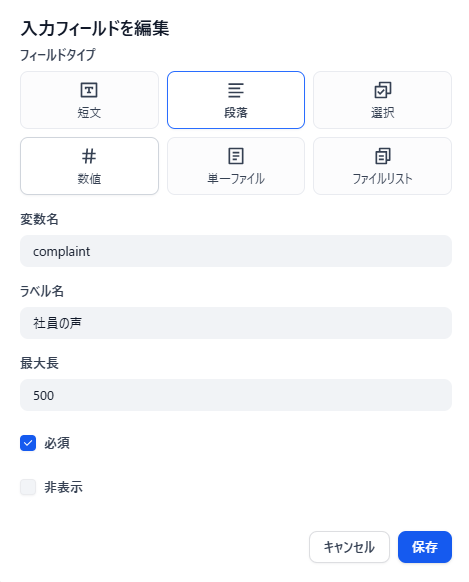 入力フィールドを編集
フィールドタイプ
短文
段落
選択
数値
単一ファイル
ファイルリスト
変数名
complaint
ラベル名
社員の声
最大長
500
必須
非表示
キャンセル
保存